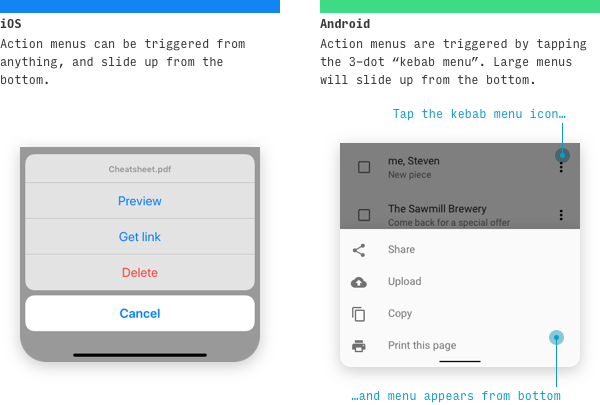 iOS
Action menus can be triggered from
anything, and slide up from the
bottom.
Cheatsheet.pdf
Preview
Get link
Delete
Cancel
Android
Action menus are triggered by tapping
the 3-dot “kebab menu”. Large menus
will slide up from the bottom.
Tap the kebab menu icon…
me, Steven
New piece
The Sawmill Brewery
Come back for a special offer
Share
Upload
Copy
Print this page
…and menu appears from bottom